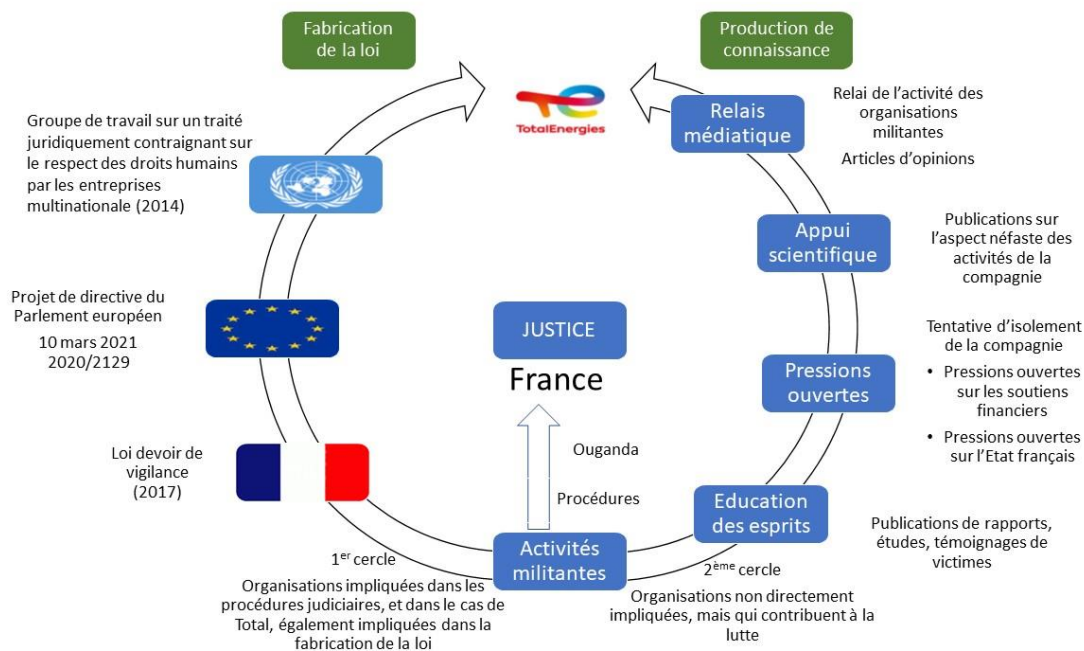 Fabrication
de la loi
Production de
connaissance
TotalEnergies
Relais
médiatique
Relai de l'activité des
organisations
militantes
Articles d'opinions
Groupe de travail sur un traité
juridiquement contraignant sur
le respect des droits humains
par les entreprises
multinationale (2014)
Appui
scientifique
Publications sur
l'aspect néfaste des
activités de la
compagnie
Projet de directive du
Parlement européen
10 mars 2021
2020/2129
JUSTICE
France
Pressions
ouvertes
Tentative d'isolement
de la compagnie
• Pressions ouvertes
sur les soutiens
financiers
• Pressions ouvertes
sur l'Etat français
Loi devoir de
vigilance
(2017)
Ouganda
Procédures
Education
des esprits
Publications de rapports,
études, témoignages de
victimes
Activités
militantes
1er cercle
Organisations impliquées dans les
procédures judiciaires, et dans le cas de
Total, également impliquées dans la
fabrication de la loi
2ème cercle
Organisations non directement
impliquées, mais qui contribuent à la
lutte